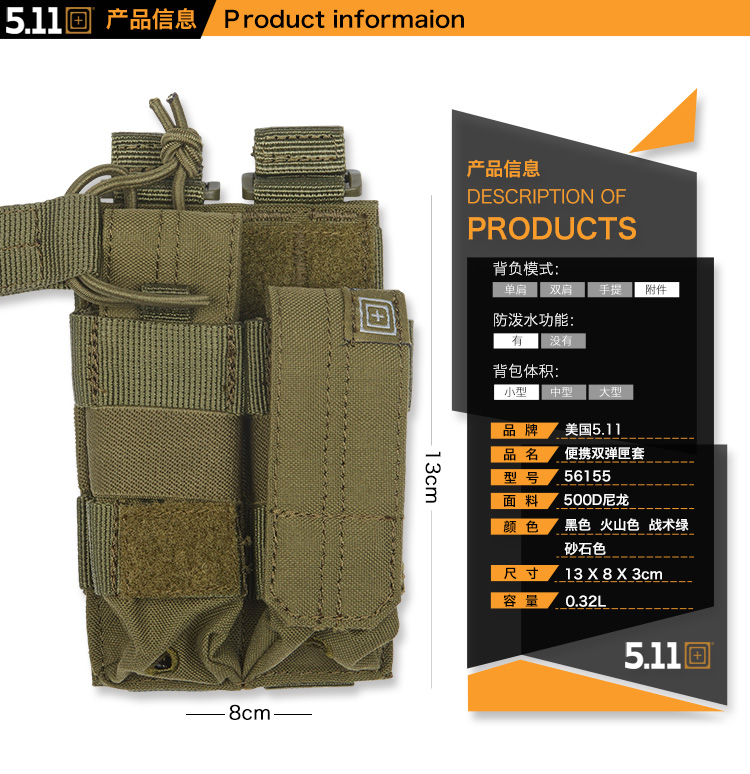 5.11 产品信息 Product informaion
产品信息
DESCRIPTION OF
PRODUCTS
背负模式:
单肩 双肩 手提 附件
防泼水功能:
有 没有
背包体积:
小型 中型 大型
品 牌 美国5.11
品 名 便携双弹匣套
型 号 56155
面 料 500D尼龙
颜 色 黑色 火山色 战术绿
砂石色
尺 寸 13 X 8 X 3cm
容 量 0.32L
5.11
13cm
8cm